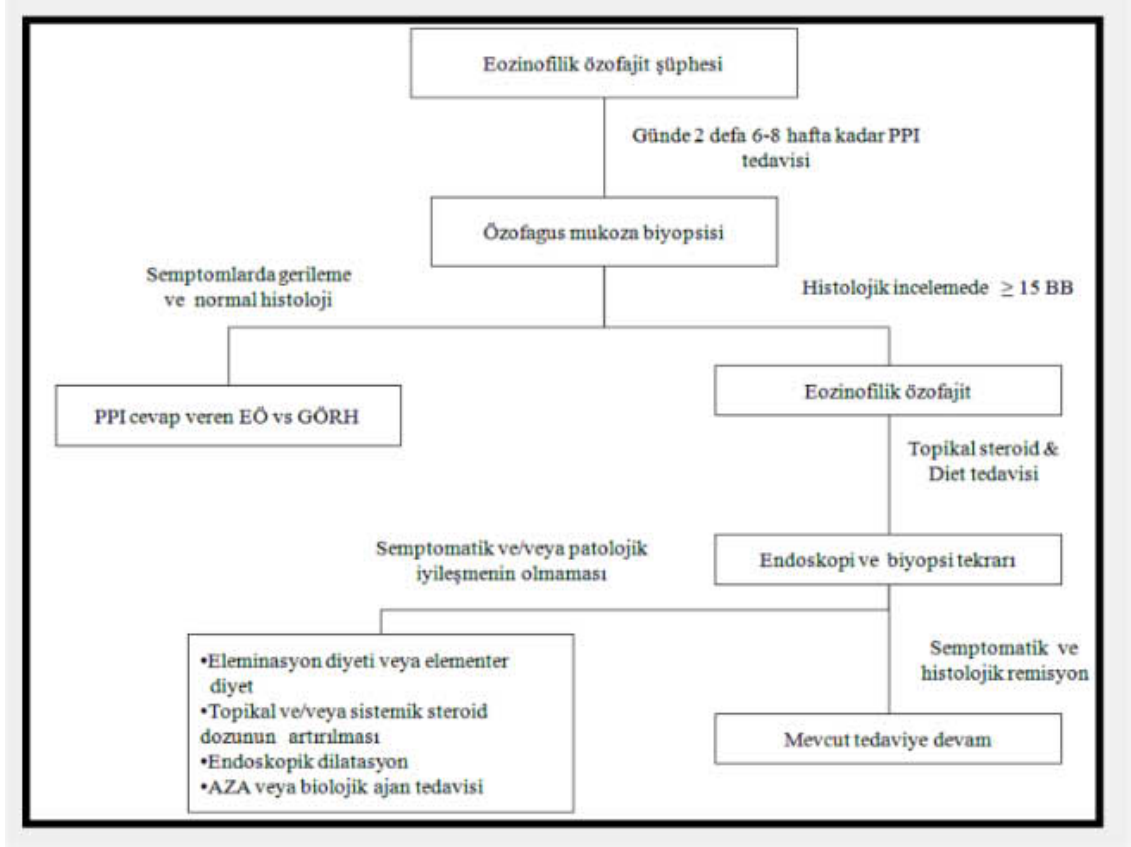 Eozinofilik özofajit şüphesi
Günde 2 defa 6-8 hafta kadar PPI
tedavisi
Özofagus mukoza biyopsisi
Semptomlarda gerileme
ve normal histoloji
Histolojik incelemede ≥ 15 BB
PPI cevap veren EÖ vs GÖRH
Eozinofilik özofajit
Topikal steroid &
Diet tedavisi
Semptomatik ve/veya patolojik
iyileşmenin olmaması
Endoskopi ve biyopsi tekrarı
•Eleminasyon diyeti veya elementer
diyet
•Topikal ve/veya sistemik steroid
dozunun artırılması
•Endoskopik dilatasyon
•AZA veya biolojik ajan tedavisi
Semptomatik ve
histolojik remisyon
Mevcut tedaviye devam